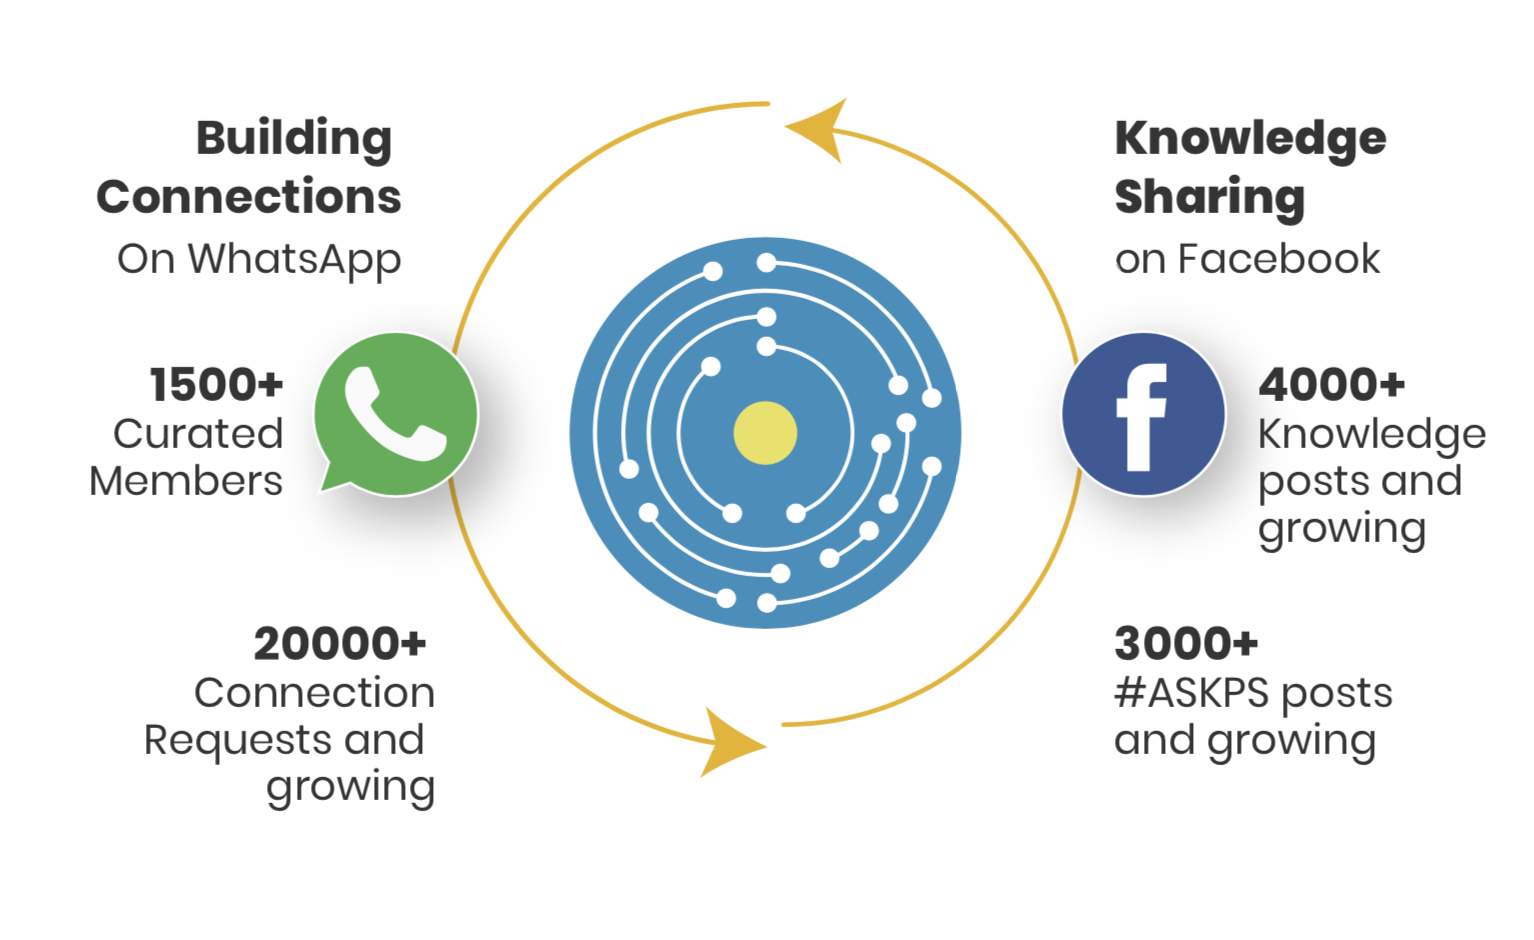 Building
Connections
On WhatsApp
1500+
Curated
Members
20000+
Connection
Requests and
growing
Knowledge
Sharing
on Facebook
4000+
Knowledge
posts and
growing
3000+
#ASKPS posts
and growing